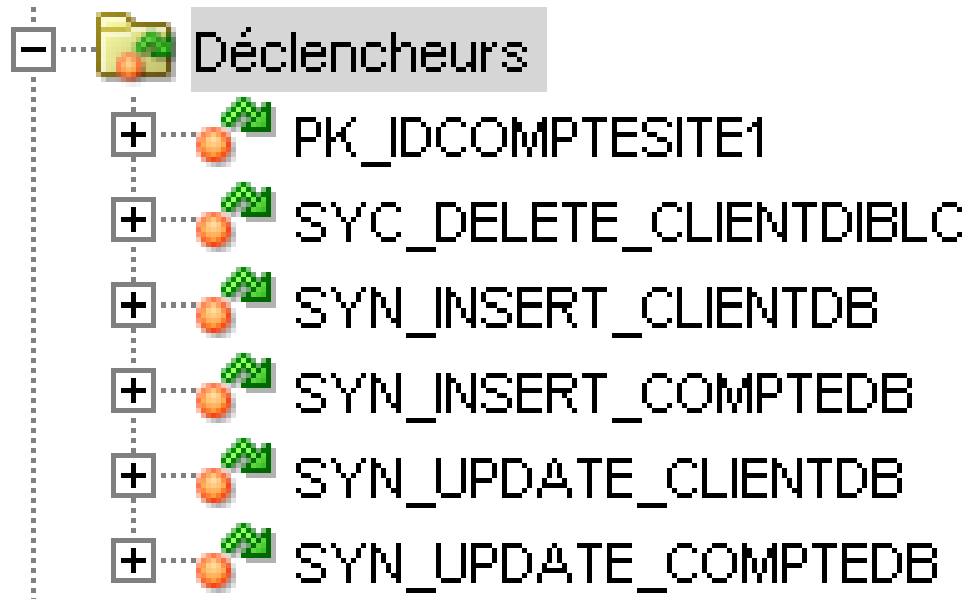 Déclencheurs
PK_IDCOMPTESITE1
SYC_DELETE_CLIENTDIBLC
SYN_INSERT_CLIENTDB
SYN_INSERT_COMPTEDB
SYN_UPDATE_CLIENTDB
SYN_UPDATE_COMPTEDB